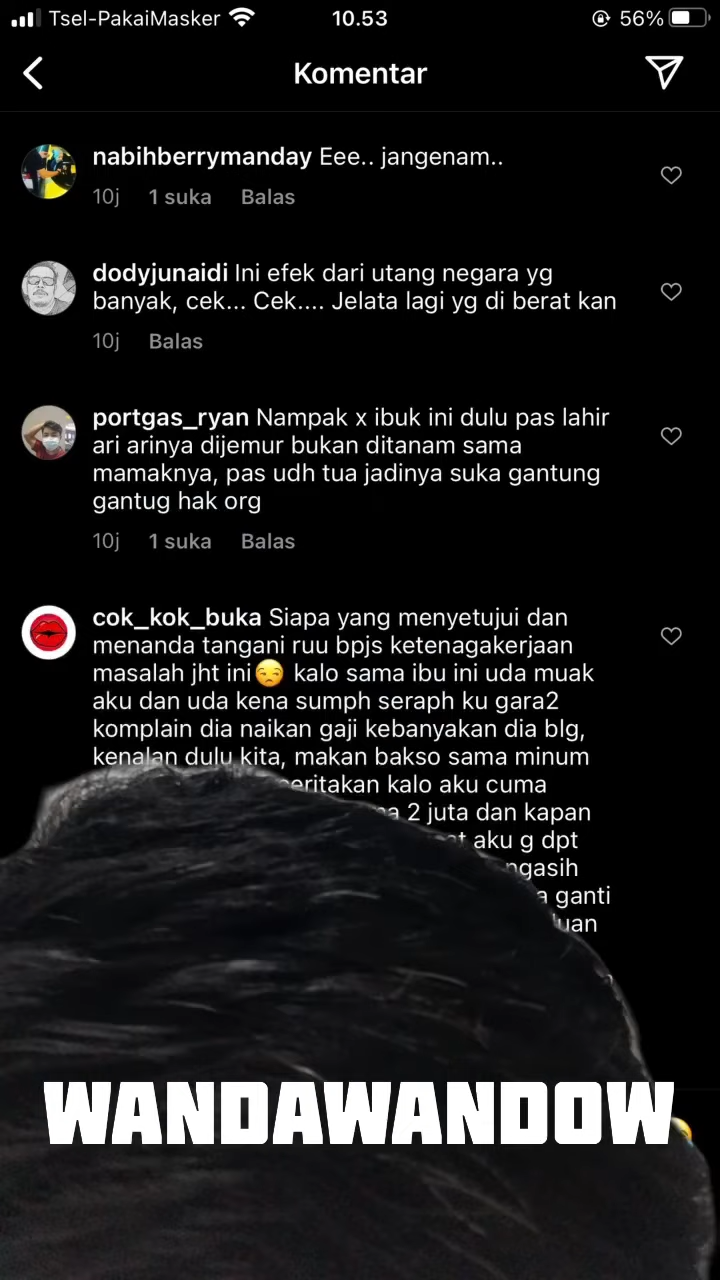 Tsel-PakaiMasker
10.53
56%
Komentar
nabihberrymanday Eee.. jangenam..
10j 1 suka Balas
dodyjunaidi Ini efek dari utang negara yg
banyak, cek... Cek.... Jelata lagi yg di berat kan
10j Balas
portgas_ryan Nampak x ibuk ini dulu pas lahir
ari arinya dijemur bukan ditanam sama
mamaknya, pas udh tua jadinya suka gantung
gantug hak org
10j 1 suka Balas
cok_kok_buka Siapa yang menyetujui dan
menanda tangani ruu bpjs ketenagakerjaan
masalah jht ini😒 kalo sama ibu ini uda muak
aku dan uda kena sumph seraph ku gara2
komplain dia naikan gaji kebanyakan dia blg,
kenalan dulu kita, makan bakso sama minum
kalo aku cuma
2 juta dan kapan
aku g dpt
ganti
WANDAWANDOW